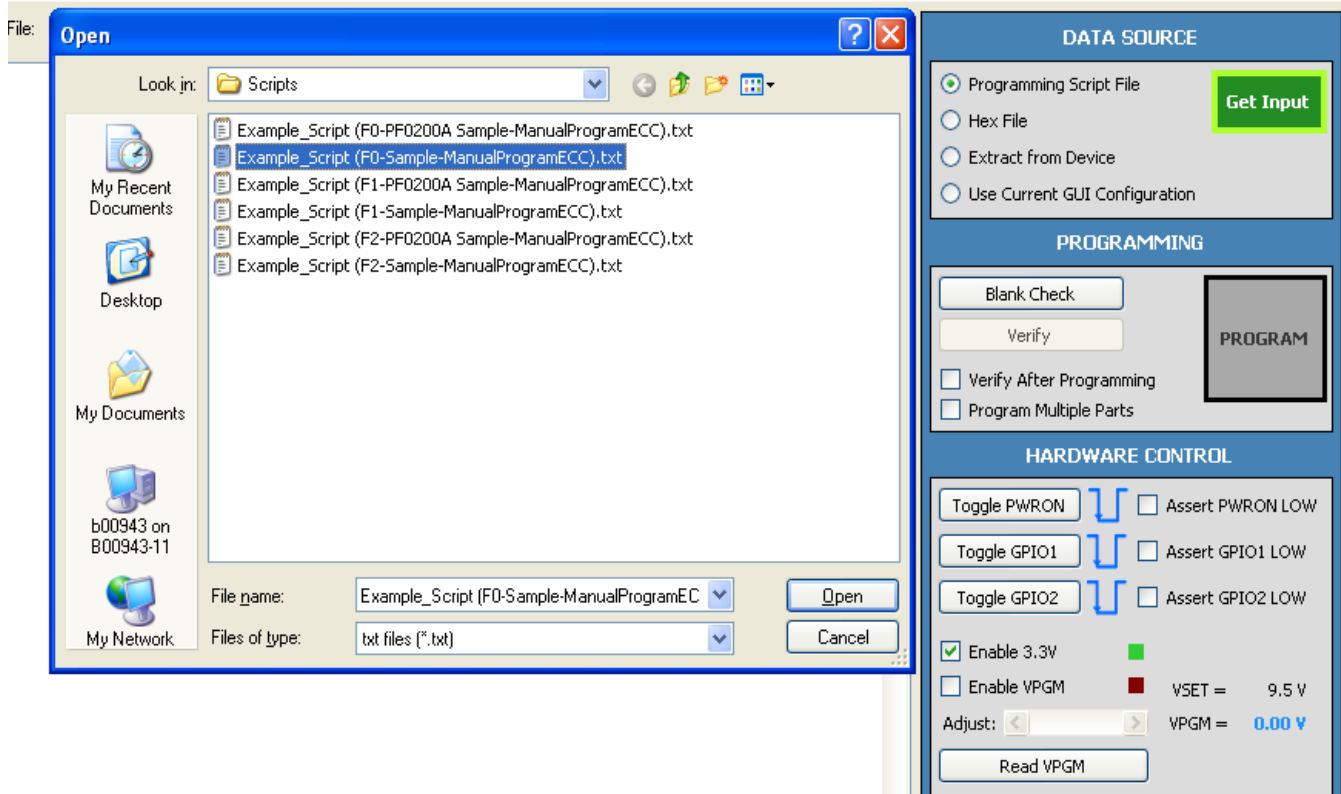 File:
Open
Look in:
Scripts
Example_Script (F0-PF0200A Sample-ManualProgramECC).txt
Example_Script (F0-Sample-ManualProgramECC).txt
Example_Script (F1-PF0200A Sample-ManualProgramECC).txt
Example_Script (F1-Sample-ManualProgramECC).txt
Example_Script (F2-PF0200A Sample-ManualProgramECC).txt
Example_Script (F2-Sample-ManualProgramECC).txt
My Recent
Documents
Desktop
My Documents
b00943 on
B00943-11
My Network
File name:
Example_Script (F0-Sample-ManualProgramEC
Open
Files of type:
txt files (*.txt)
Cancel
DATA SOURCE
Programming Script File
Get Input
Hex File
Extract from Device
Use Current GUI Configuration
PROGRAMMING
Blank Check
Verify
PROGRAM
Verify After Programming
Program Multiple Parts
HARDWARE CONTROL
Toggle PWRON
Assert PWRON LOW
Toggle GPIO1
Assert GPIO1 LOW
Toggle GPIO2
Assert GPIO2 LOW
Enable 3.3V
Enable VPGM
VSET = 9.5 V
Adjust:
VPGM = 0.00 V
Read VPGM